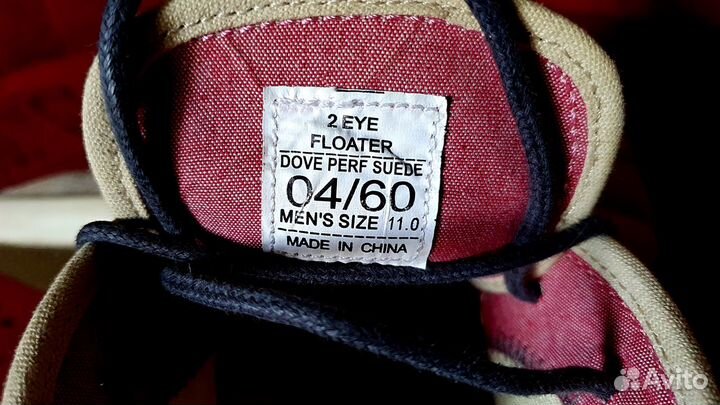 2 EYE
FLOATER
DOVE PERF SUEDE
04/60
MEN'S SIZE 11.0
MADE IN CHINA
Avito